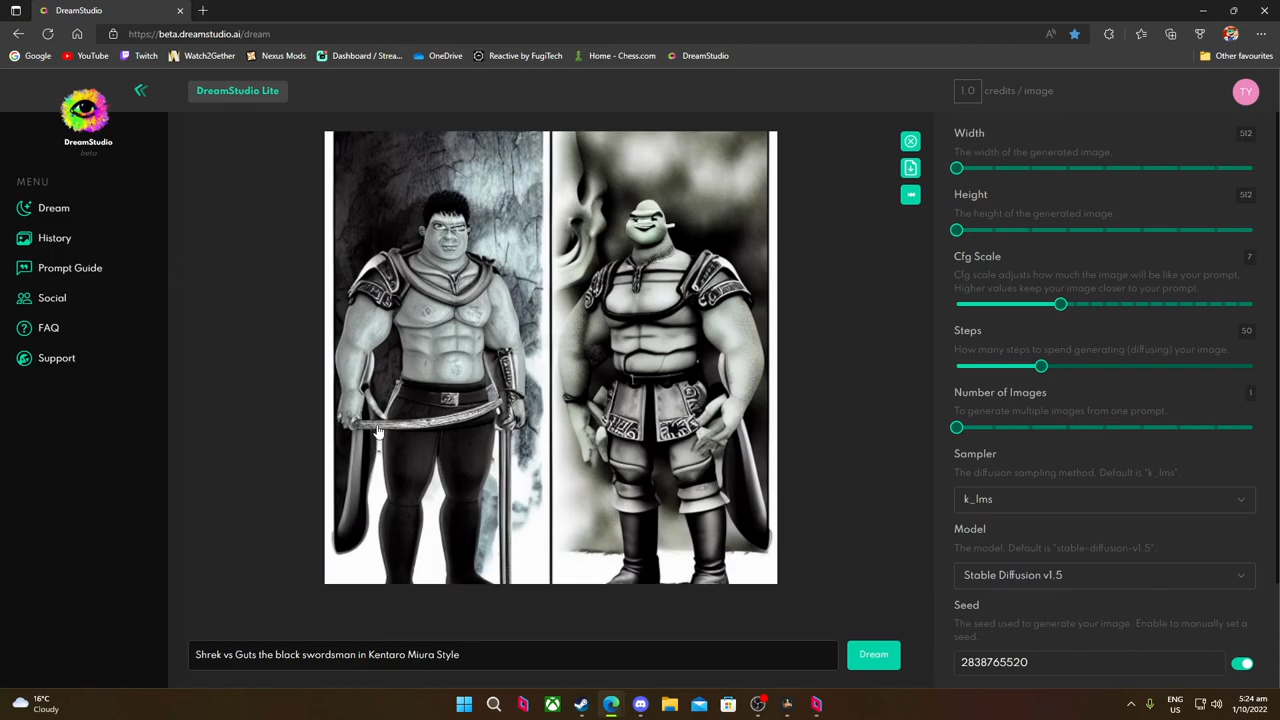 DreamStudio
https://beta.dreamstudio.ai/dream
Google
YouTube
Twitch
Watch2Gether
Nexus Mods
Dashboard / Strea...
OneDrive
Reactive by FugiTech
Home - Chess.com
DreamStudio
Other favourites
DreamStudio
beta
DreamStudio Lite
1.0 credits / image
TY
MENU
Dream
History
Prompt Guide
Social
FAQ
Support
Width
512
The width of the generated image.
Height
512
The height of the generated image.
Cfg Scale
7
Cfg scale adjusts how much the image will be like your prompt.
Higher values keep your image closer to your prompt.
Steps
50
How many steps to spend generating (diffusing) your image.
Number of Images
1
To generate multiple images from one prompt.
Sampler
The diffusion sampling method. Default is "k_lms".
k_lms
Model
The model. Default is "stable-diffusion-v1.5".
Stable Diffusion v1.5
Seed
The seed used to generate your image. Enable to manually set a
seed.
2838765520
Shrek vs Guts the black swordsman in Kentaro Miura Style
Dream
16°C
Cloudy
ENG
US
5:24 am
1/10/2022